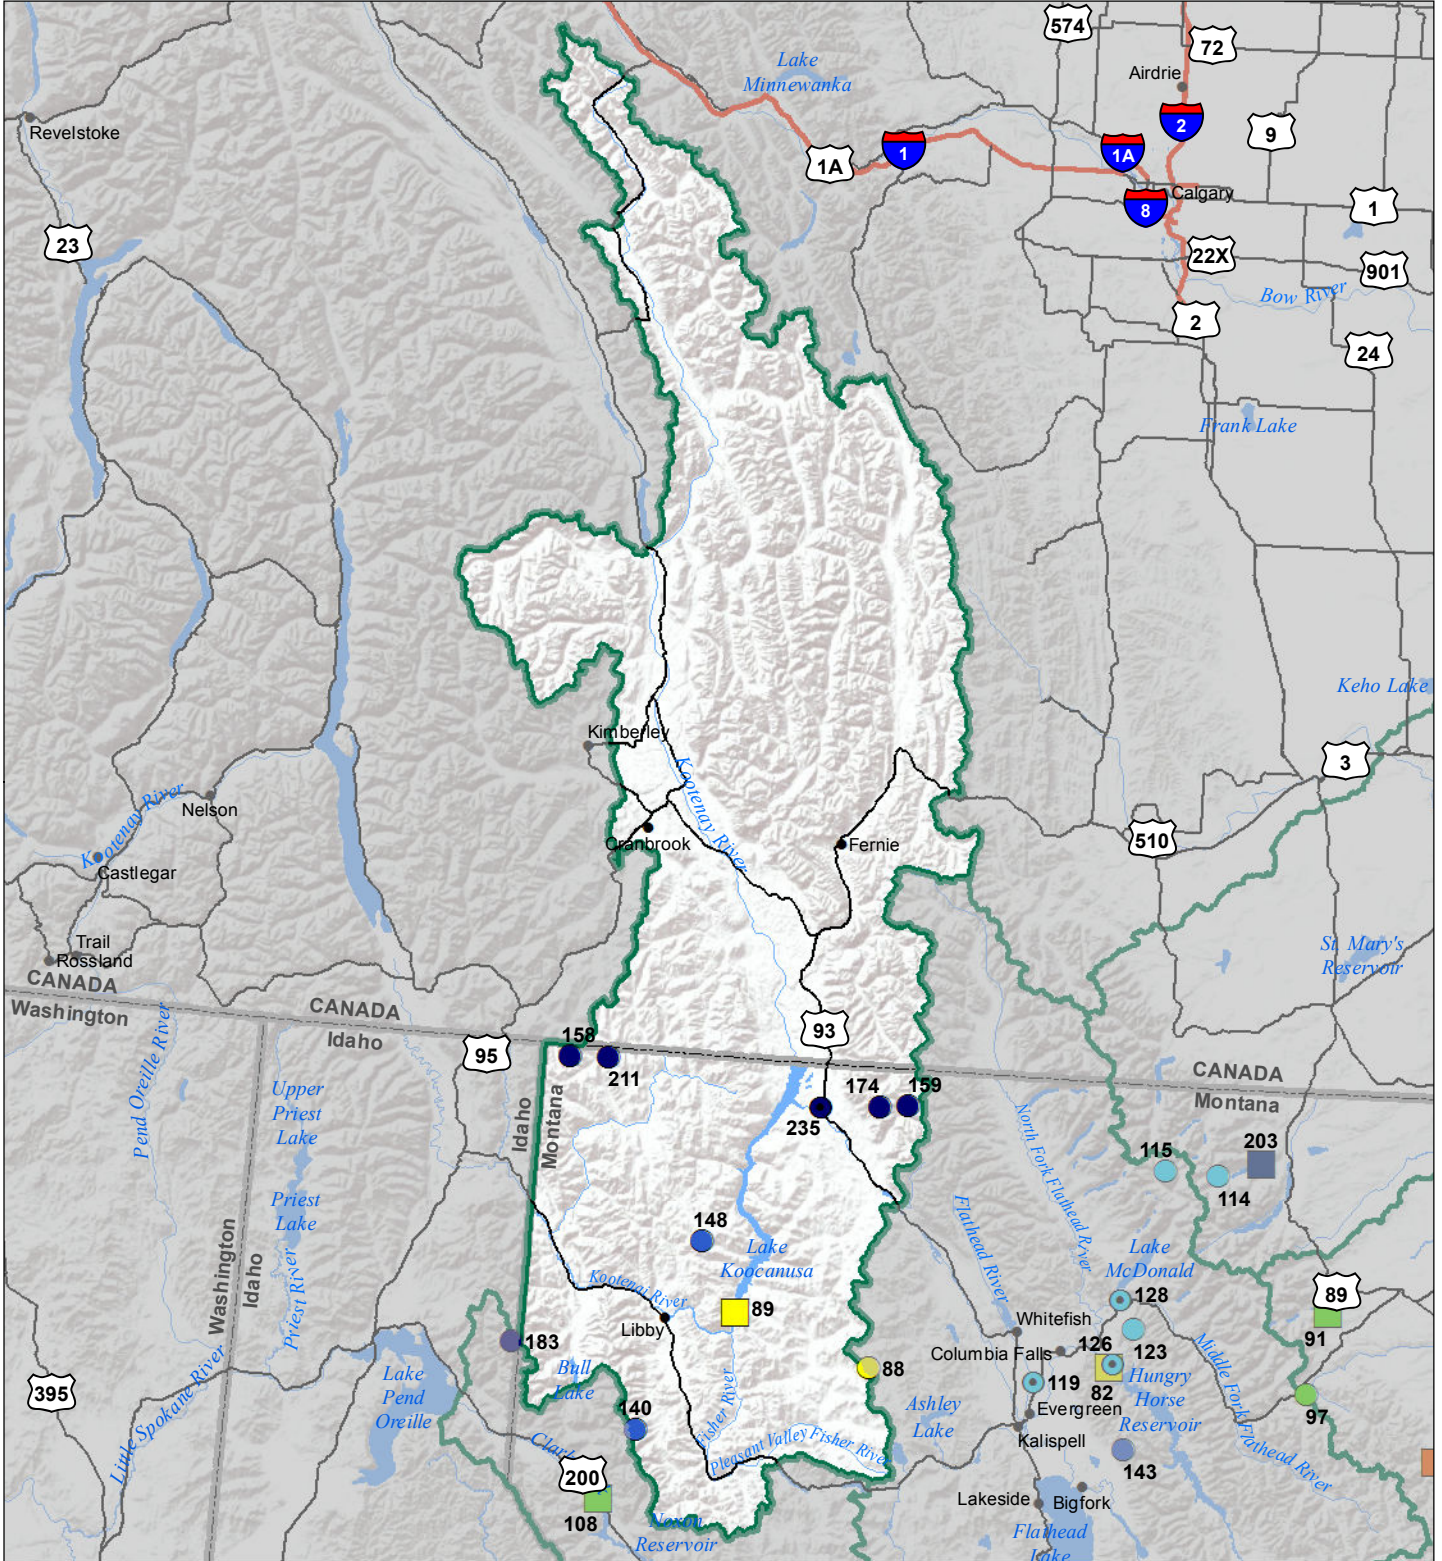 574
72
Lake
Minnewanka
Airdrie
2
9
Revelstoke
1
1A
1A
Calgary
8
1
23
22X
901
Bow River
2
24
Frank Lake
Keho Lake
Kimberley
3
Kootenay River
Nelson
Kootenay River
510
Cranbrook
Fernie
Castlegar
Trail
Rossland
St. Mary's
Reservoir
CANADA
Washington
CANADA
Idaho
93
158
95
211
CANADA
Montana
174
159
235
Upper
Priest
Lake
Pend Oreille River
Idaho
Montana
North Fork Flathead River
115
203
114
Priest
Lake
Flathead River
148
Lake
Koocanusa
Lake
McDonald
Washington
Idaho
Priest River
Kootenai River
89
128
89
Libby
Whitefish
91
183
Columbia Falls
126
123
Middle Fork Flathead River
88
82
Hungry
Horse
Reservoir
Bull
Lake
Lake
Pend
Oreille
119
395
Little Spokane River
Fisher River
Ashley
Lake
Evergreen
97
140
Kalispell
Clark
Pleasant Valley Fisher River
143
200
Lakeside
Bigfork
108
Noxon
Reservoir
Flathead
Lake